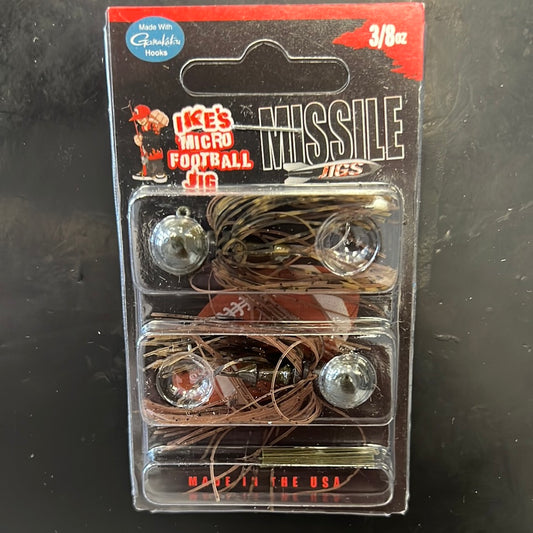 Made With
Gamakatsu
Hooks
3/8oz
IKE'S
MICRO
FOOTBALL
JIG
MISSILE
JIGS
MADE IN THE USA